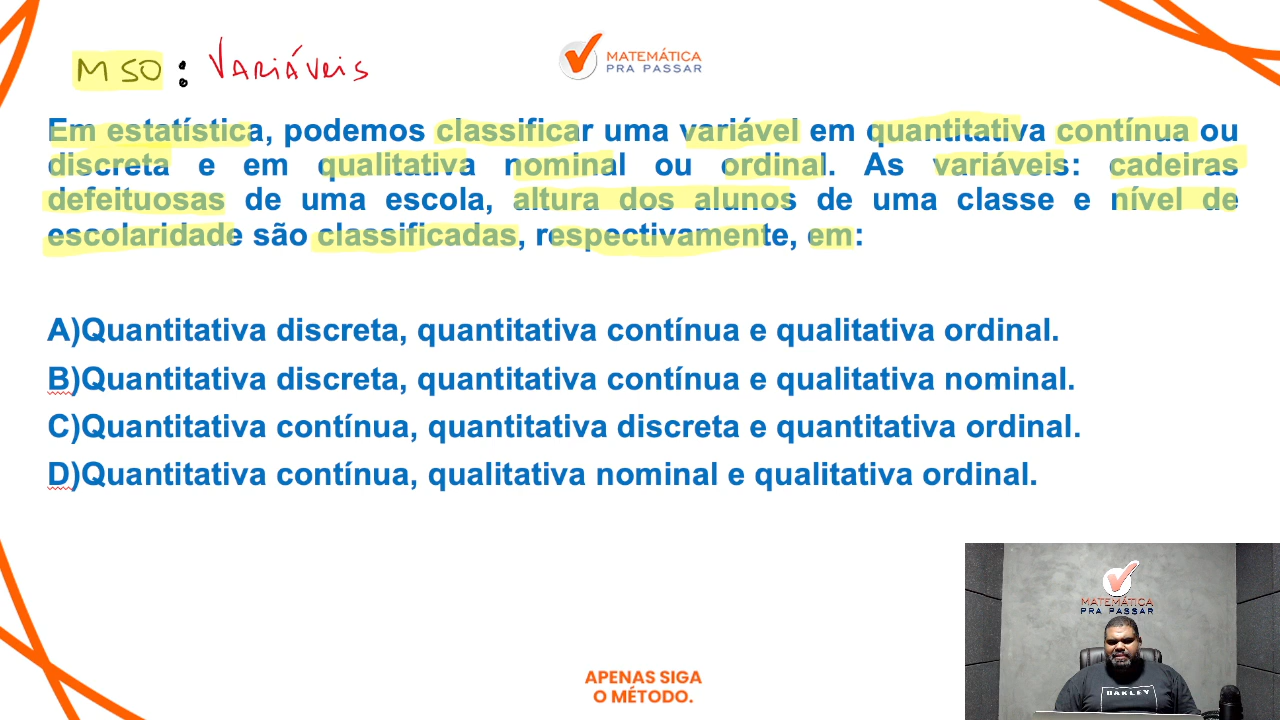 MSO : VARIÁVEIS
MATEMÁTICA
PRA PASSAR
Em estatística, podemos classificar uma variável em quantitativa contínua ou
discreta e em qualitativa nominal ou ordinal. As variáveis: cadeiras
defeituosas de uma escola, altura dos alunos de uma classe e nível de
escolaridade são classificadas, respectivamente, em:
A)Quantitativa discreta, quantitativa contínua e qualitativa ordinal.
B)Quantitativa discreta, quantitativa contínua e qualitativa nominal.
C)Quantitativa contínua, quantitativa discreta e quantitativa ordinal.
D)Quantitativa contínua, qualitativa nominal e qualitativa ordinal.
MATEMÁTICA
PRA PASSAR
OAKLEY
APENAS SIGA
O MÉTODO.